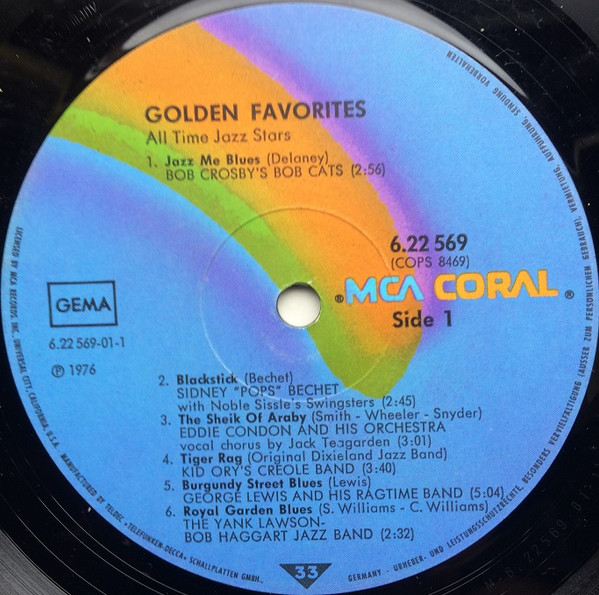 GOLDEN FAVORITES
All Time Jazz Stars
1. Jazz Me Blues (Delaney)
BOB CROSBY'S BOB CATS (2:56)
6.22 569
(COPS 8469)
® MCA CORAL ®
Side 1
GEMA
6.22 569-01-1
Ⓟ 1976
2. Blackstick (Bechet)
SIDNEY "POPS" BECHET
with Noble Sissle's Swingsters (2:45)
3. The Sheik Of Araby (Smith - Wheeler - Snyder)
EDDIE CONDON AND HIS ORCHESTRA
vocal chorus by Jack Teagarden (3:01)
4. Tiger Rag (Original Dixieland Jazz Band)
KID ORY'S CREOLE BAND (3:40)
5. Burgundy Street Blues (Lewis)
GEORGE LEWIS AND HIS RAGTIME BAND (5:04)
6. Royal Garden Blues (S. Williams - C. Williams)
THE YANK LAWSON-
BOB HAGGART JAZZ BAND (2:32)
33
LICENSED BY MCA RECORDS, INC. UNIVERSAL CITY, CALIFORNIA, U.S.A.
MANUFACTURED BY TELDEC »TELEFUNKEN-DECCA« SCHALLPLATTEN GMBH.,
GERMANY - URHEBER- UND LEISTUNGSSCHUTZRECHTE, BESONDERS VERVIELFÄLTIGUNG (AUSSER ZUM PERSÖNLICHEN GEBRAUCH), VERMIETUNG, AUFFÜHRUNG, SENDUNG VORBEHALTEN